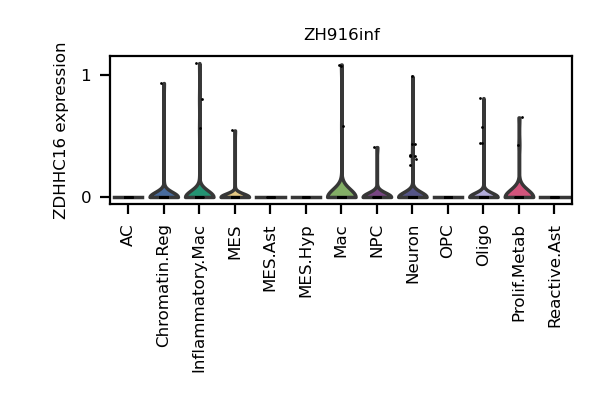 ZH916inf
ZDHHC16 expression
1
0
AC
Chromatin.Reg
Inflammatory.Mac
MES
MES.Ast
MES.Hyp
Mac
NPC
Neuron
OPC
Oligo
Prolif.Metab
Reactive.Ast